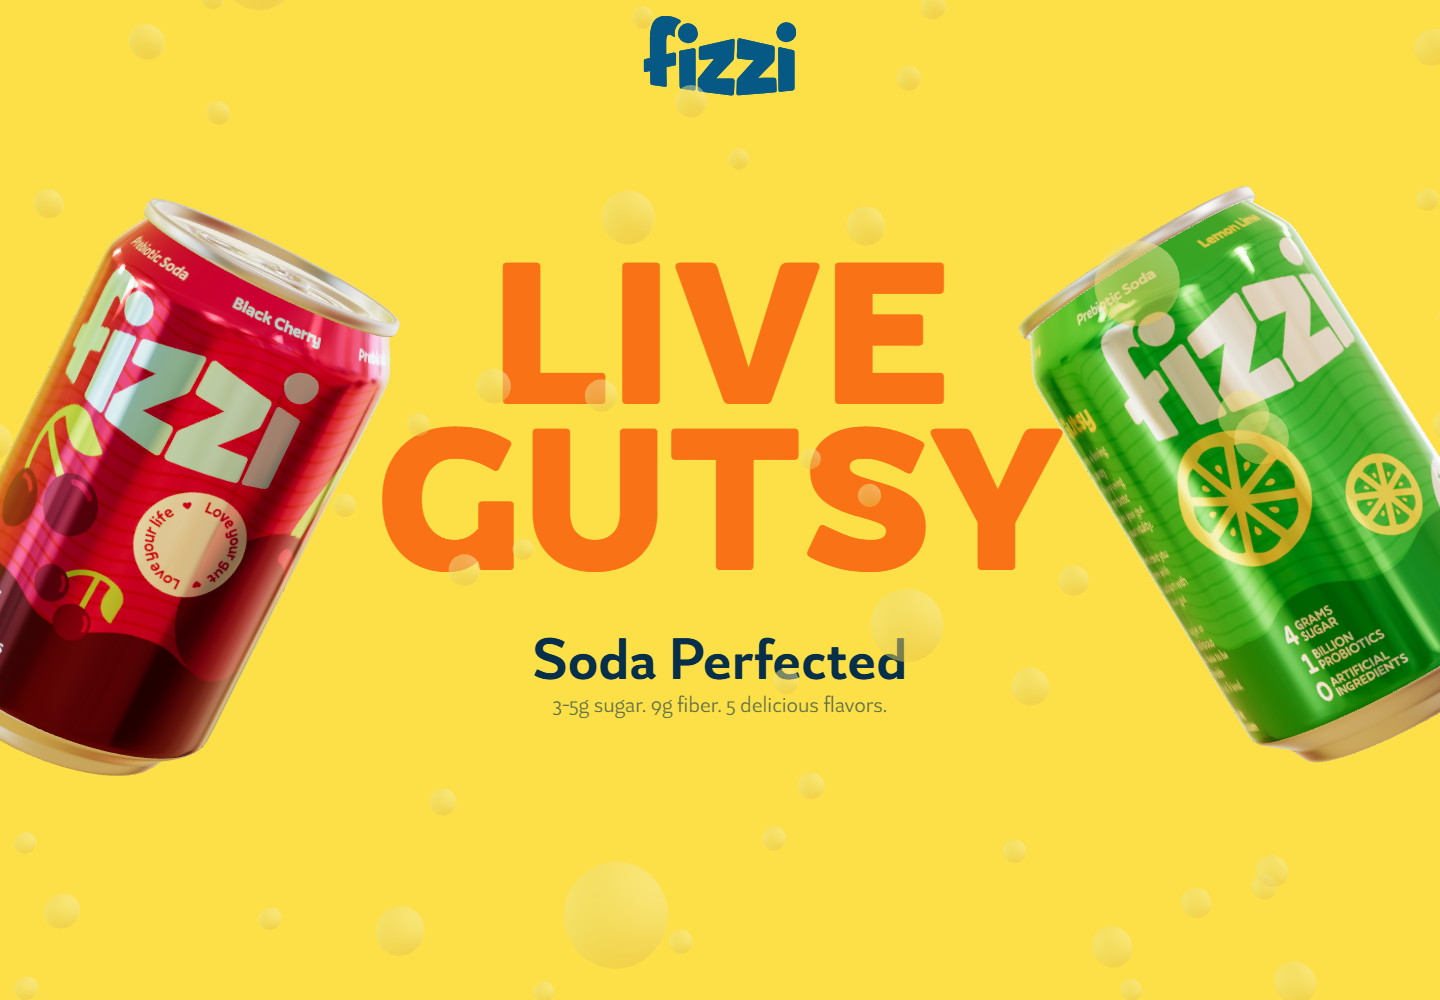 fizzi
LIVE
GUTSY
Soda Perfected
3-5g sugar. 9g fiber. 5 delicious flavors.
Prebiotic Soda
Black Cherry
fizzi
Love your life
Love your gut
Prebiotic Soda
Lemon Lime
fizzi
4 GRAMS
SUGAR
1 BILLION
PROBIOTICS
0 ARTIFICIAL
INGREDIENTS